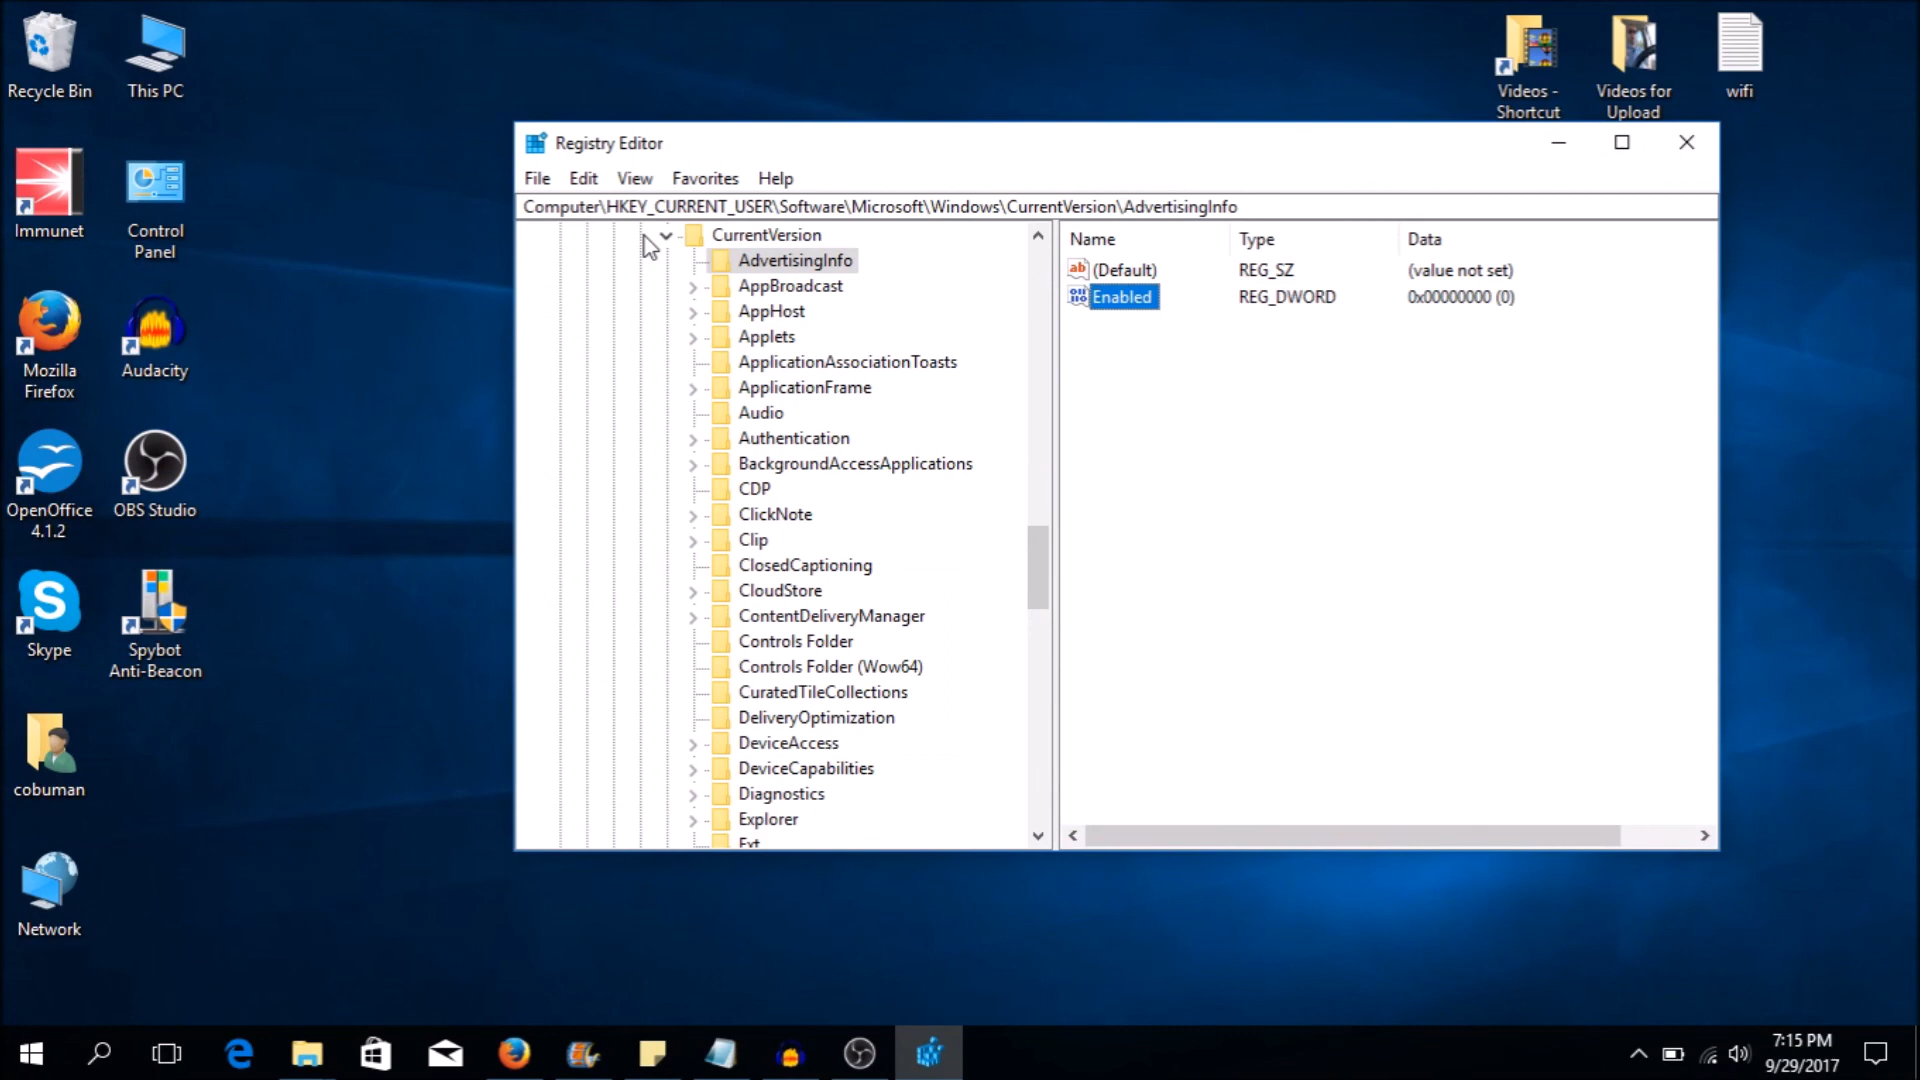 Recycle Bin
This PC
Videos -
Shortcut
Videos for
Upload
wifi
Immunet
Control
Panel
Mozilla
Firefox
Audacity
OpenOffice
4.1.2
OBS Studio
Skype
Spybot
Anti-Beacon
cobuman
Network
Registry Editor
File Edit View Favorites Help
Computer\HKEY_CURRENT_USER\Software\Microsoft\Windows\CurrentVersion\AdvertisingInfo
CurrentVersion
AdvertisingInfo
AppBroadcast
AppHost
Applets
ApplicationAssociationToasts
ApplicationFrame
Audio
Authentication
BackgroundAccessApplications
CDP
ClickNote
Clip
ClosedCaptioning
CloudStore
ContentDeliveryManager
Controls Folder
Controls Folder (Wow64)
CuratedTileCollections
DeliveryOptimization
DeviceAccess
DeviceCapabilities
Diagnostics
Explorer
Ext
Name Type Data
(Default) REG_SZ (value not set)
Enabled REG_DWORD 0x00000000 (0)
7:15 PM
9/29/2017